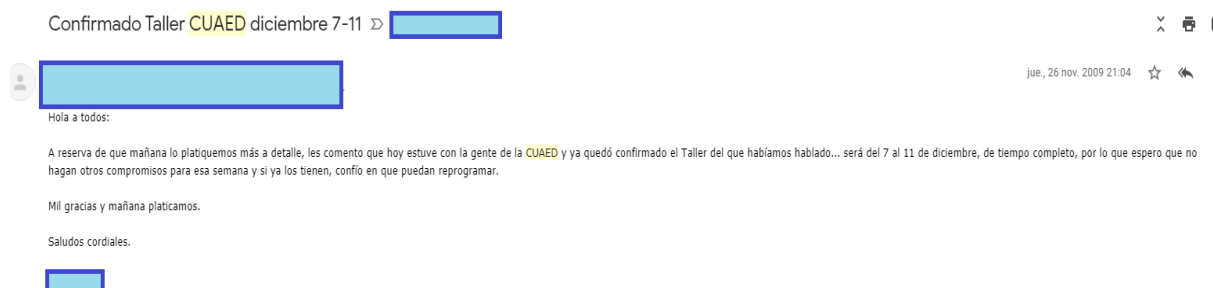 Confirmado Taller CUAED diciembre 7-11
jue., 26 nov. 2009 21:04
Hola a todos:
A reserva de que mañana lo platiquemos más a detalle, les comento que hoy estuve con la gente de la CUAED y ya quedó confirmado el Taller del que habíamos hablado... será del 7 al 11 de diciembre, de tiempo completo, por lo que espero que no
hagan otros compromisos para esa semana y si ya los tienen, confío en que puedan reprogramar.
Mil gracias y mañana platicamos.
Saludos cordiales.